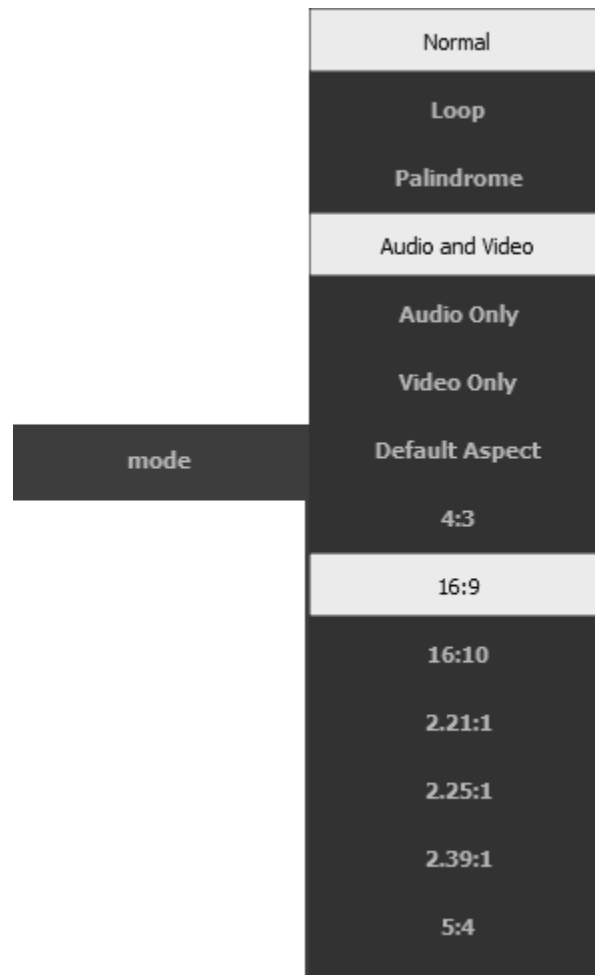 Normal
Loop
Palindrome
Audio and Video
Audio Only
Video Only
mode
Default Aspect
4:3
16:9
16:10
2.21:1
2.25:1
2.39:1
5:4